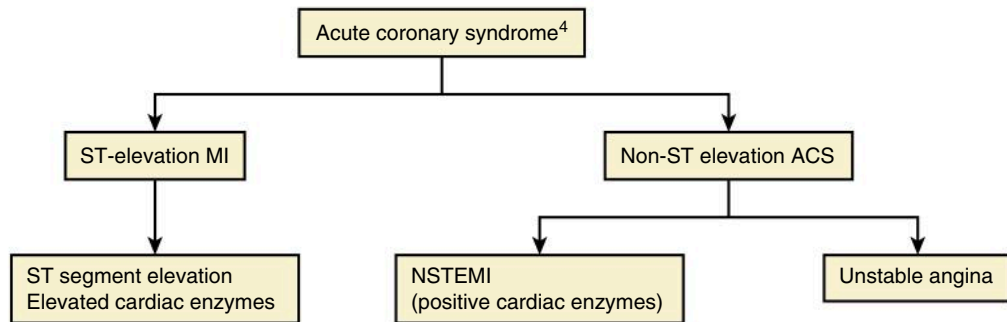 Acute coronary syndrome⁴
ST-elevation MI
Non-ST elevation ACS
ST segment elevation
Elevated cardiac enzymes
NSTEMI
(positive cardiac enzymes)
Unstable angina